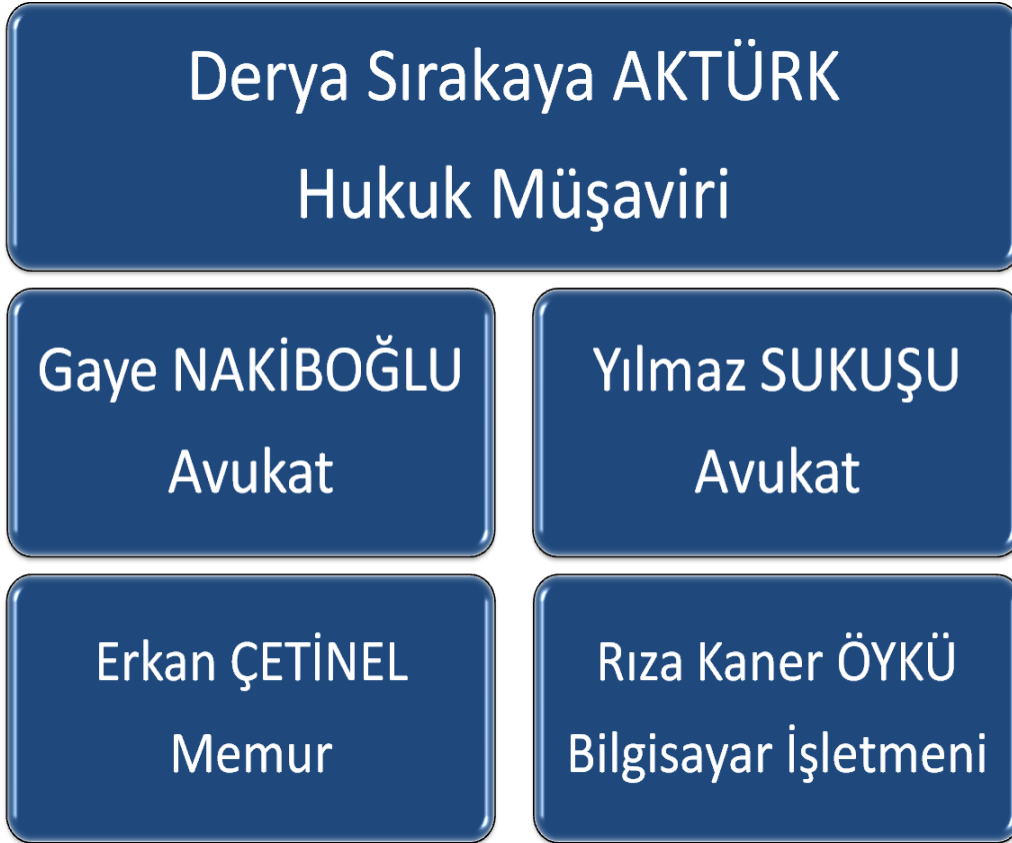 Derya Sırakaya AKTÜRK
Hukuk Müşaviri
Gaye NAKİBOĞLU
Avukat
Yılmaz SUKUŞU
Avukat
Erkan ÇETİNEL
Memur
Rıza Kaner ÖYKÜ
Bilgisayar İşletmeni